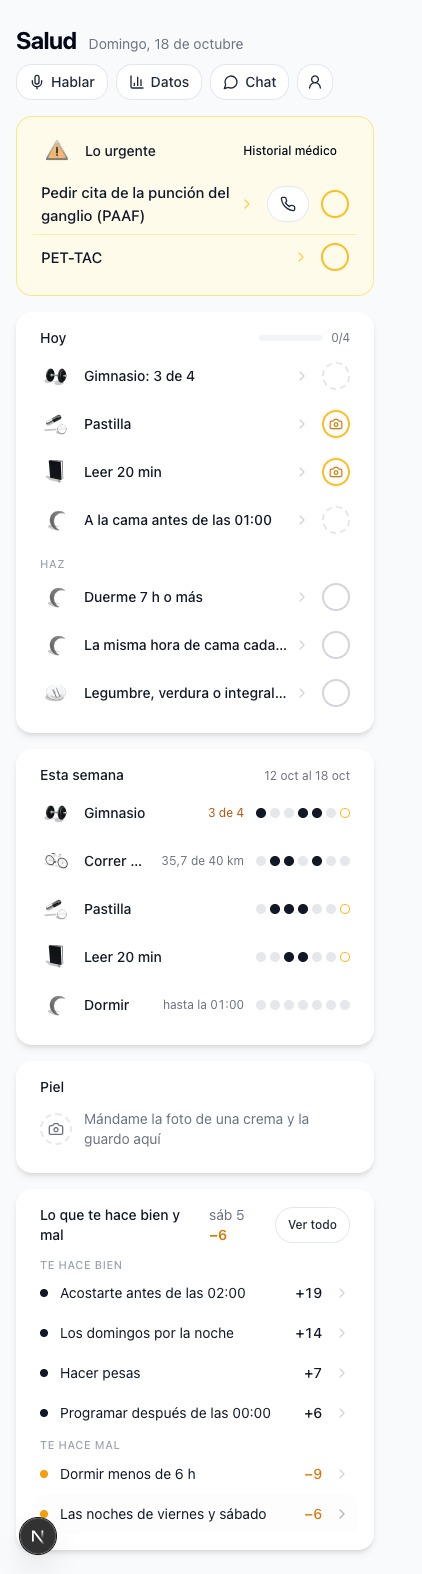 Salud Domingo, 18 de octubre
Hablar Datos Chat
Lo urgente Historial médico
Pedir cita de la punción del
ganglio (PAAF)
PET-TAC
Hoy 0/4
Gimnasio: 3 de 4
Pastilla
Leer 20 min
A la cama antes de las 01:00
HAZ
Duerme 7 h o más
La misma hora de cama cada...
Legumbre, verdura o integral...
Esta semana 12 oct al 18 oct
Gimnasio 3 de 4
Correr ... 35,7 de 40 km
Pastilla
Leer 20 min
Dormir hasta la 01:00
Piel
Mándame la foto de una crema y la
guardo aquí
Lo que te hace bien y
mal
sáb 5
−6
Ver todo
TE HACE BIEN
Acostarte antes de las 02:00 +19
Los domingos por la noche +14
Hacer pesas +7
Programar después de las 00:00 +6
TE HACE MAL
Dormir menos de 6 h −9
Las noches de viernes y sábado −6
N